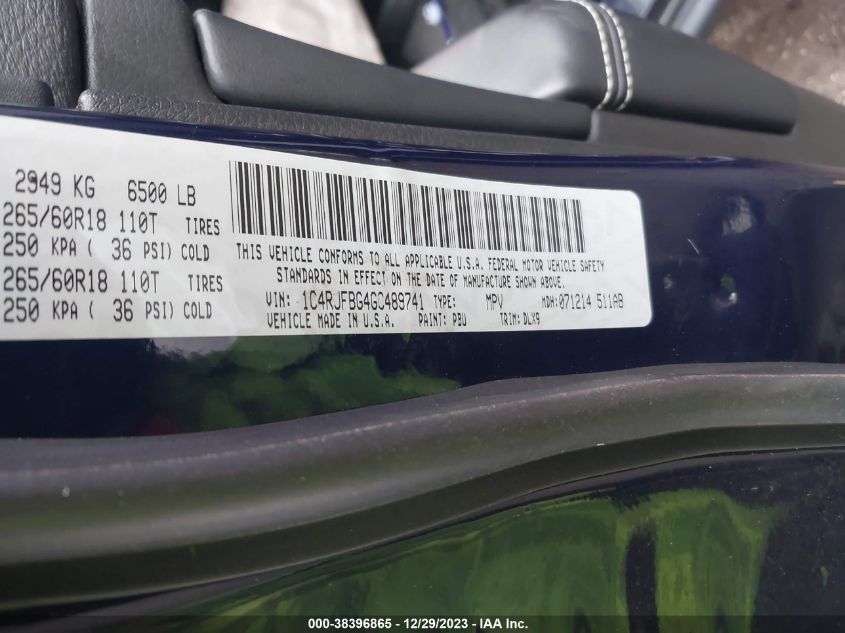 2949 KG 6500 LB
265/60R18 110T TIRES
250 KPA ( 36 PSI) COLD
265/60R18 110T TIRES
250 KPA ( 36 PSI) COLD
THIS VEHICLE CONFORMS TO ALL APPLICABLE U.S.A. FEDERAL MOTOR VEHICLE SAFETY
STANDARDS IN EFFECT ON THE DATE OF MANUFACTURE SHOWN ABOVE.
VIN: 1C4RJFBG4GC489741 TYPE: MPV MDH: 071214 511AB
VEHICLE MADE IN U.S.A. PAINT: PBU TRIM: DLX9
000-38396865 - 12/29/2023 - IAA Inc.